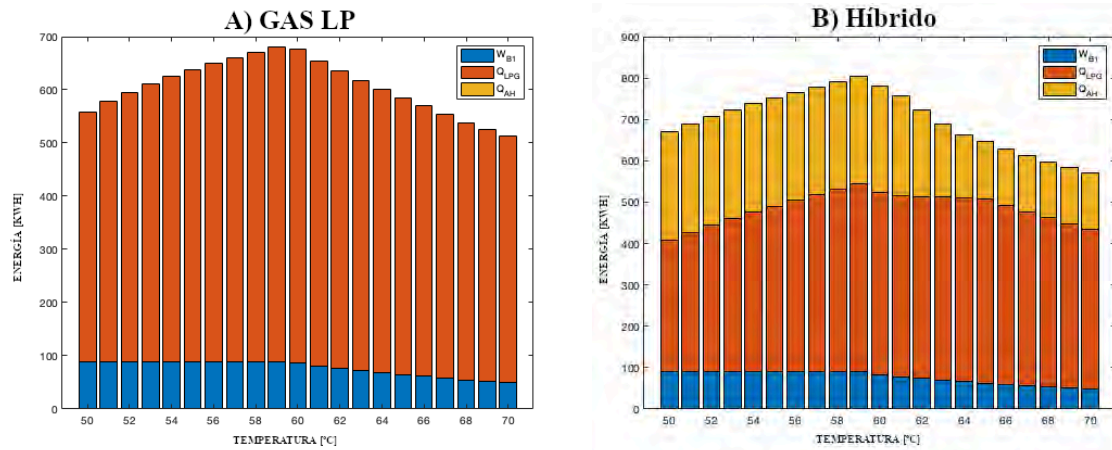 A) GAS LP
700
600
500
400
300
200
100
0
ENERGÍA [KWH]
50 52 54 56 58 60 62 64 66 68 70
TEMPERATURA [°C]
W_B1
Q_LPG
Q_AH
B) Híbrido
900
800
700
600
500
400
300
200
100
0
ENERGÍA [KWH]
50 52 54 56 58 60 62 64 66 68 70
TEMPERATURA [°C]
W_B1
Q_LPG
Q_AH